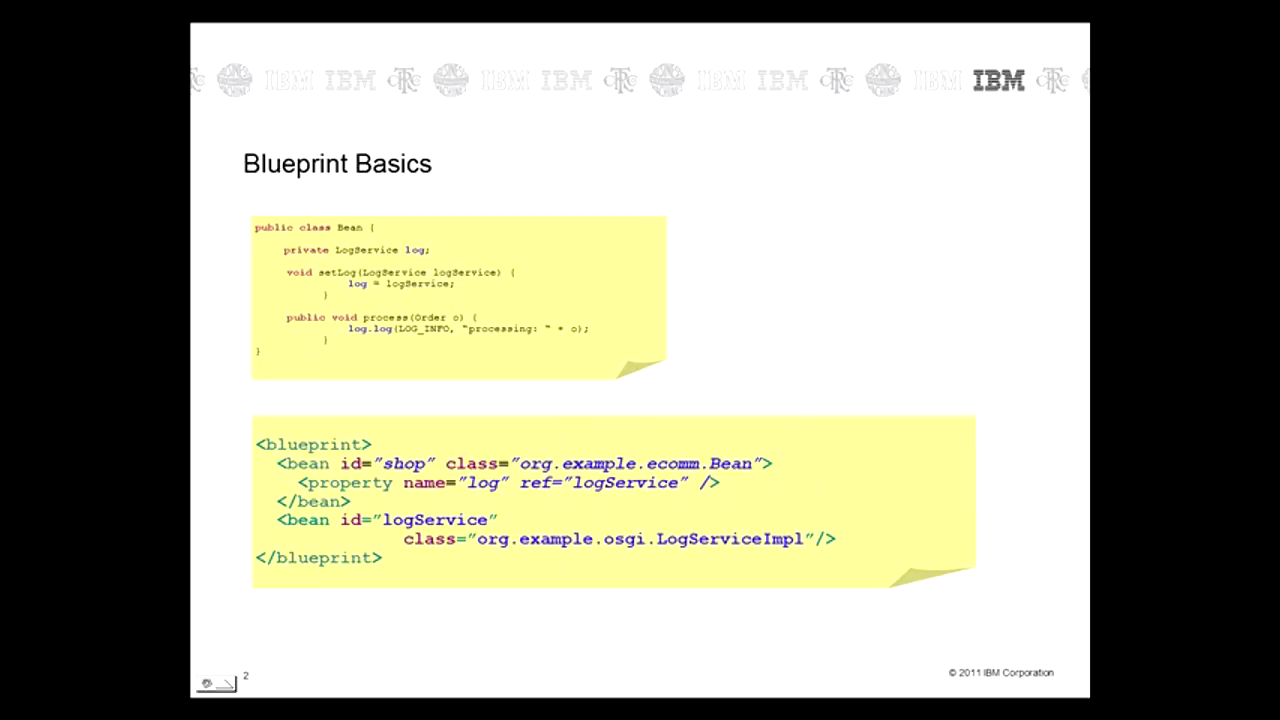 IBM IBM IBM IBM IBM IBM IBM IBM
Blueprint Basics
public class Bean {
private LogService log;
void setLog(LogService logService) {
log = logService;
}
public void process(Order o) {
log.log(LOG_INFO, "processing: " + o);
}
}
<blueprint>
<bean id="shop" class="org.example.ecomm.Bean">
<property name="log" ref="logService" />
</bean>
<bean id="logService"
class="org.example.osgi.LogServiceImpl"/>
</blueprint>
2
© 2011 IBM Corporation